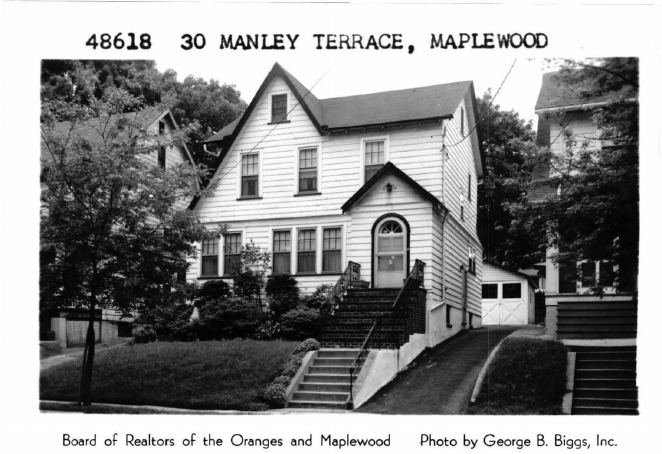 48618 30 MANLEY TERRACE, MAPLEWOOD
Board of Realtors of the Oranges and Maplewood Photo by George B. Biggs, Inc.